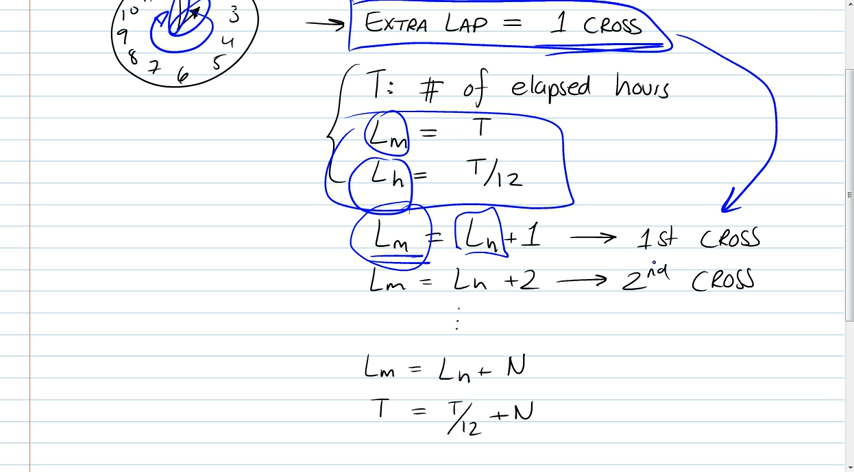 10 3
9 4
8 7 6 5
→ EXTRA LAP = 1 CROSS
T: # of elapsed hours
Lm = T
Lh = T/12
Lm = Lh + 1 → 1st CROSS
Lm = Lh + 2 → 2nd CROSS
⋮
Lm = Lh + N
T = T/12 + N